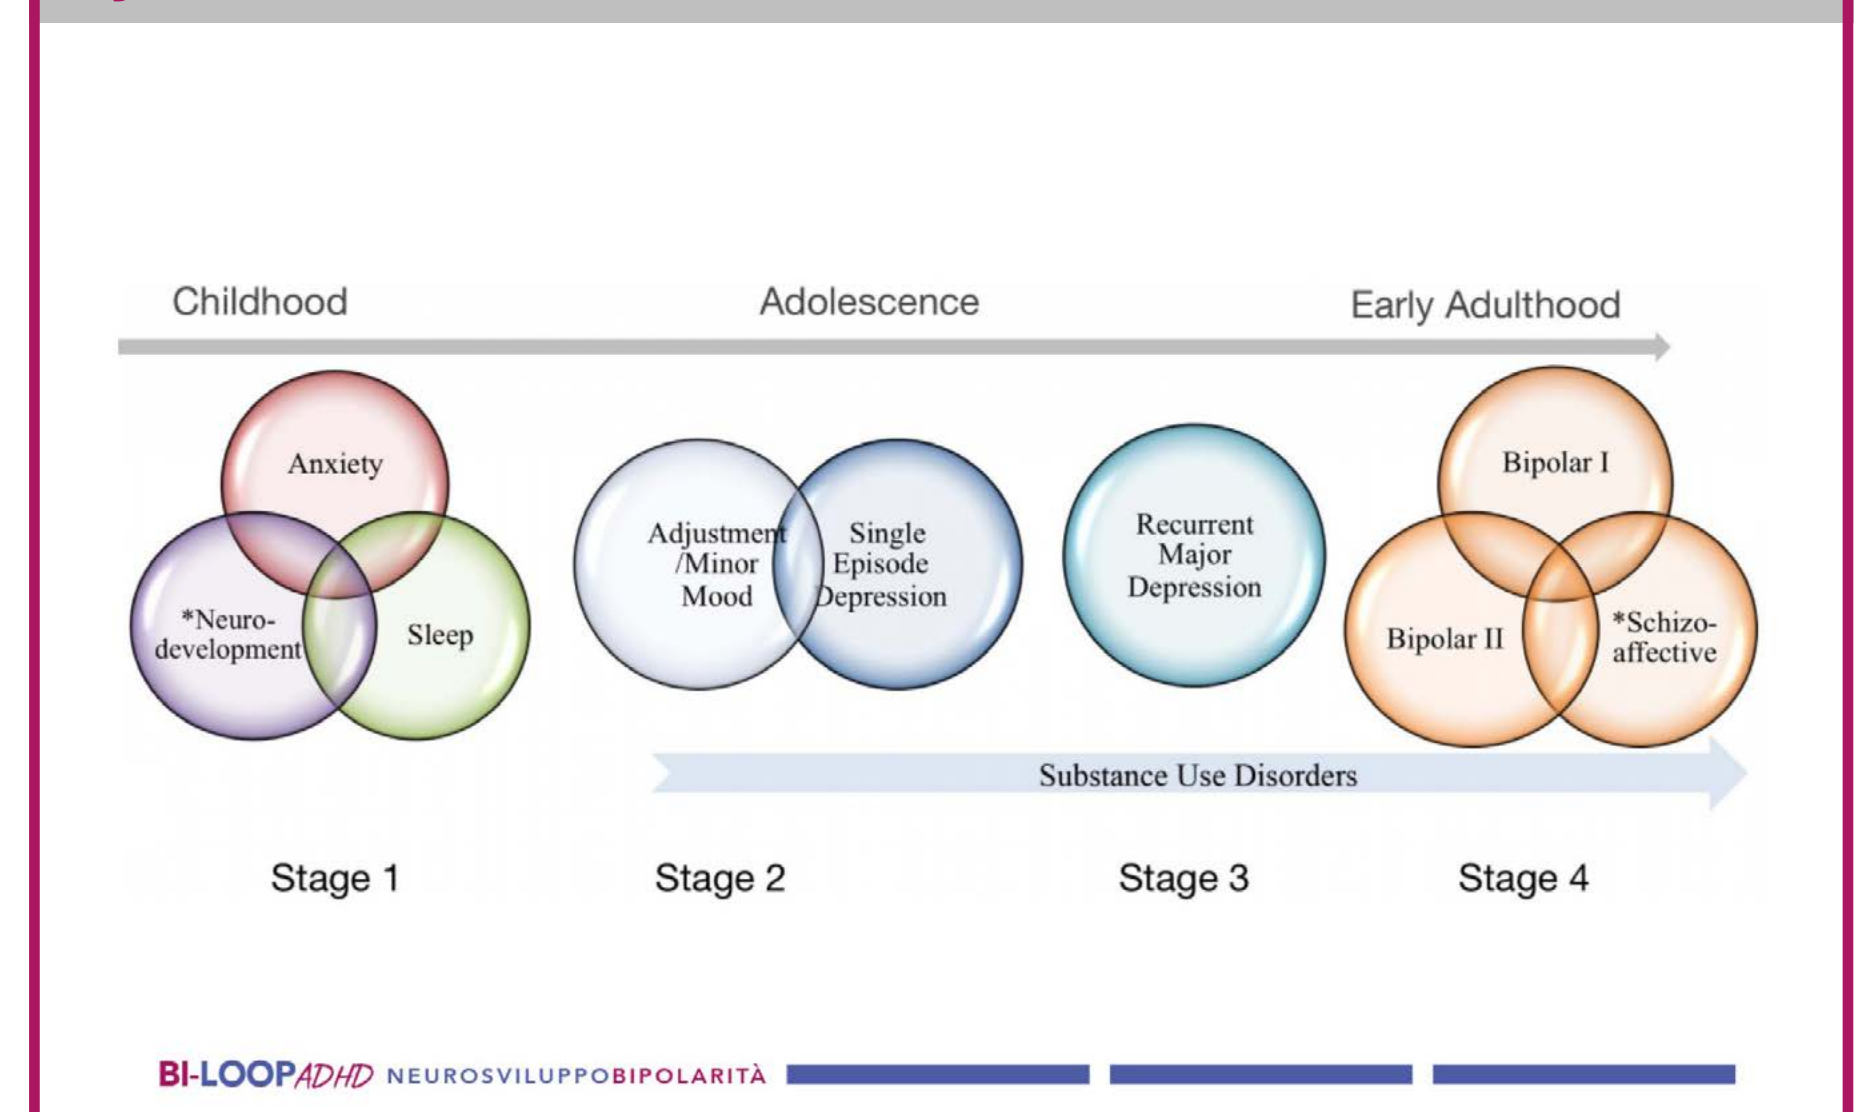 Childhood
Adolescence
Early Adulthood
Anxiety
*Neuro-
development
Sleep
Adjustment
/Minor
Mood
Single
Episode
Depression
Recurrent
Major
Depression
Bipolar I
Bipolar II
*Schizo-
affective
Substance Use Disorders
Stage 1
Stage 2
Stage 3
Stage 4
BI-LOOPADHD NEUROSVILUPPOBIPOLARITÀ